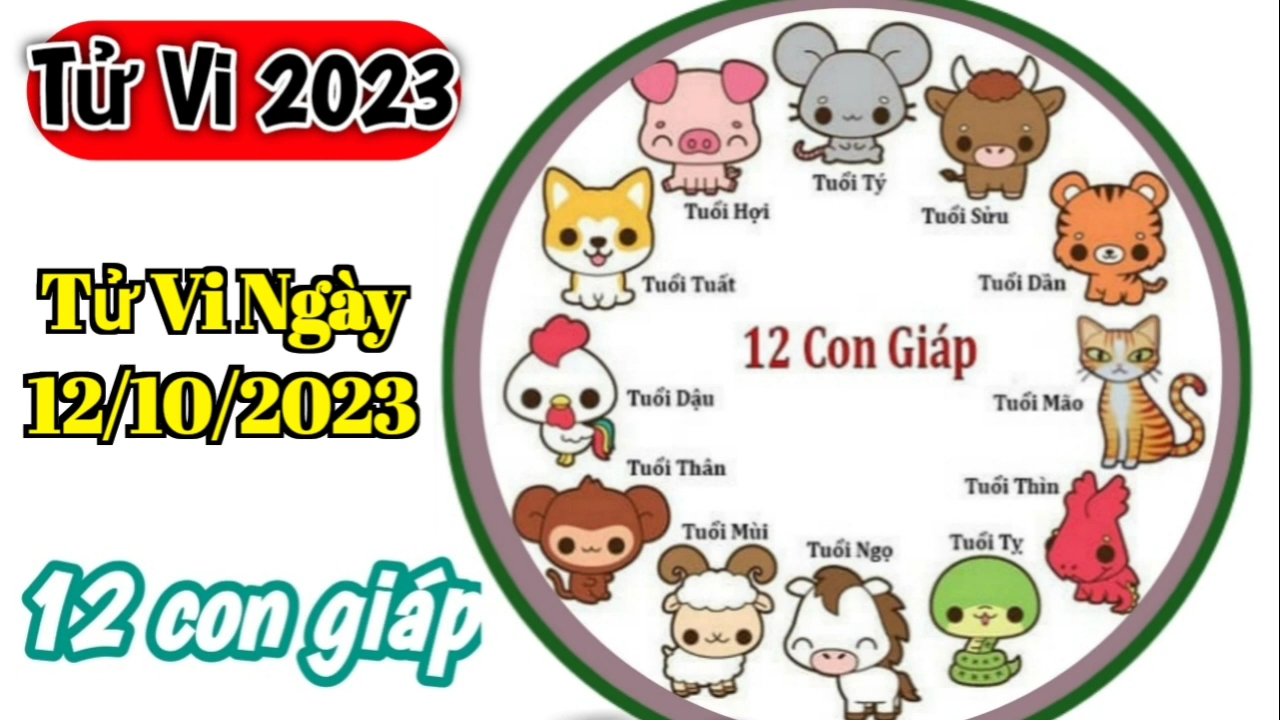 Tử Vi 2023
Tử Vi Ngày
12/10/2023
12 con giáp
Tuổi Tý
Tuổi Hợi
Tuổi Sửu
Tuổi Tuất
Tuổi Dần
12 Con Giáp
Tuổi Dậu
Tuổi Mão
Tuổi Thân
Tuổi Thìn
Tuổi Mùi
Tuổi Ngọ
Tuổi Tỵ